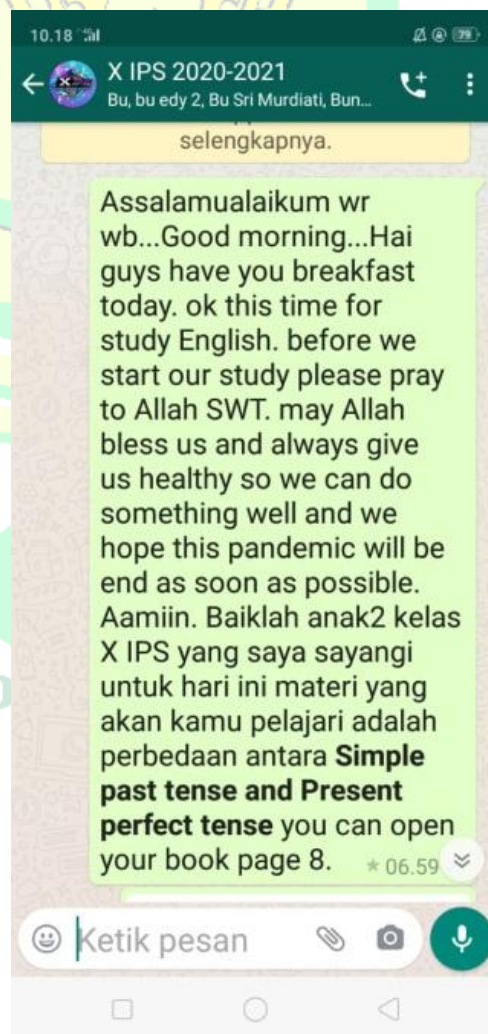 10.18
79
X IPS 2020-2021
Bu, bu edy 2, Bu Sri Murdiati, Bun...
selengkapnya.
Assalamualaikum wr
wb...Good morning...Hai
guys have you breakfast
today. ok this time for
study English. before we
start our study please pray
to Allah SWT. may Allah
bless us and always give
us healthy so we can do
something well and we
hope this pandemic will be
end as soon as possible.
Aamiin. Baiklah anak2 kelas
X IPS yang saya sayangi
untuk hari ini materi yang
akan kamu pelajari adalah
perbedaan antara Simple
past tense and Present
perfect tense you can open
your book page 8.
06.59
Ketik pesan